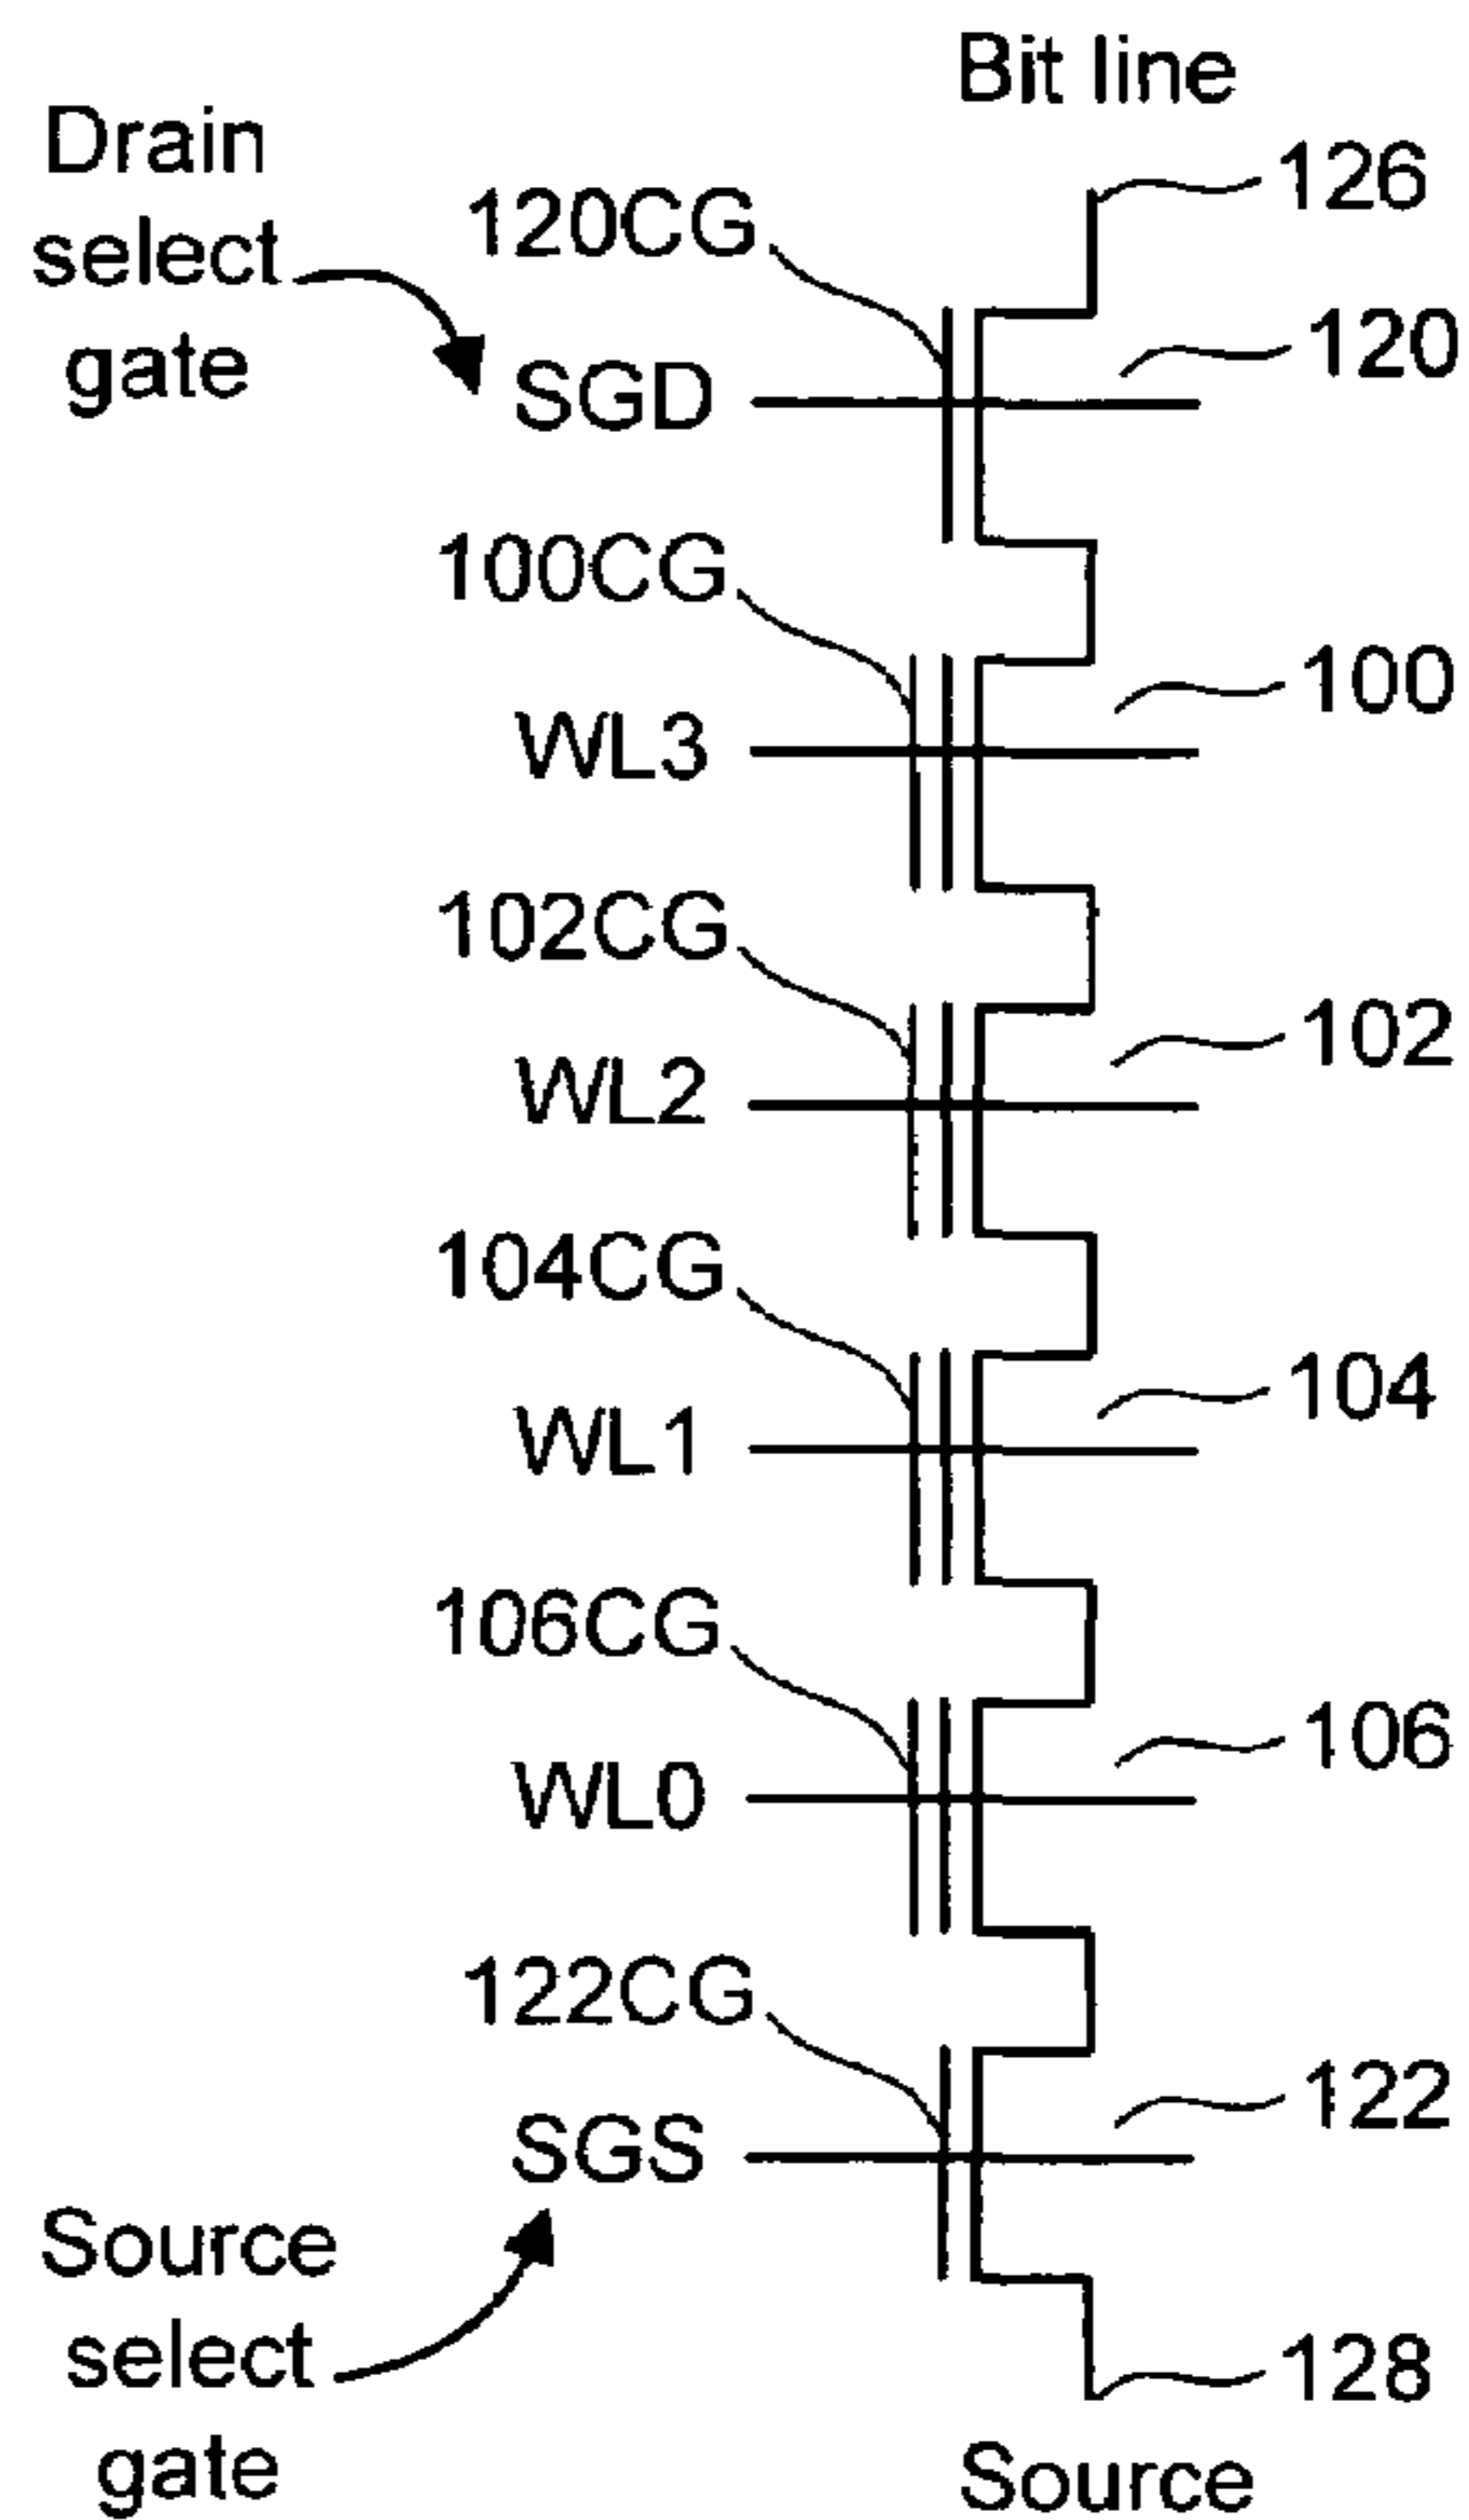 Bit line
Drain
select
gate
126
120CG
120
SGD
100CG
100
WL3
102CG
102
WL2
104CG
104
WL1
106CG
106
WL0
122CG
122
SGS
Source
select
gate
128
Source